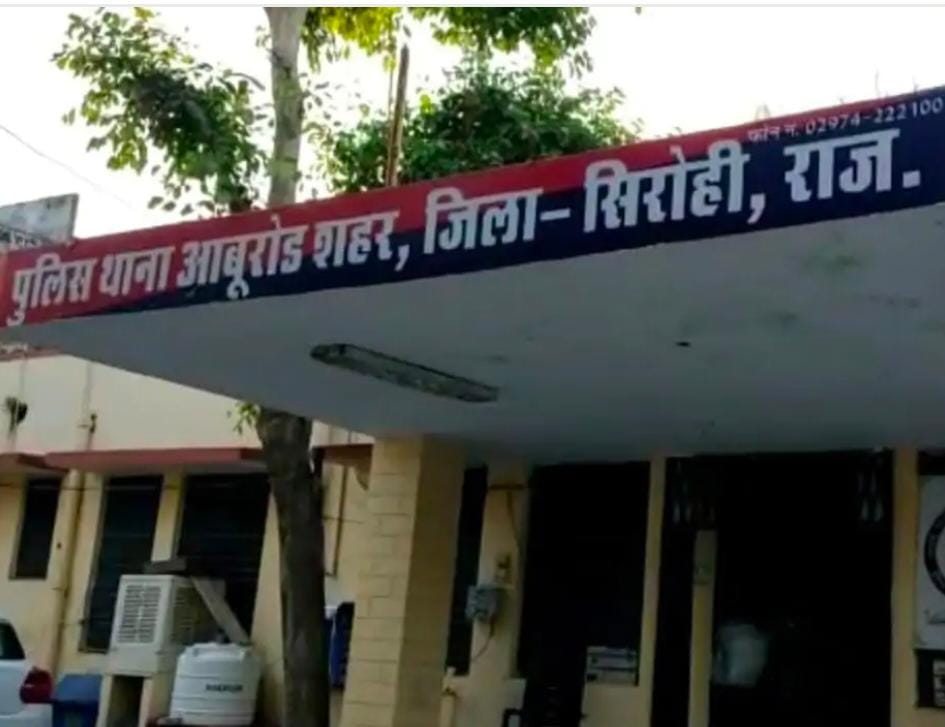 फोन नं. 02974-222100
पुलिस थाना आबूरोड शहर, जिला– सिरोही, राज.